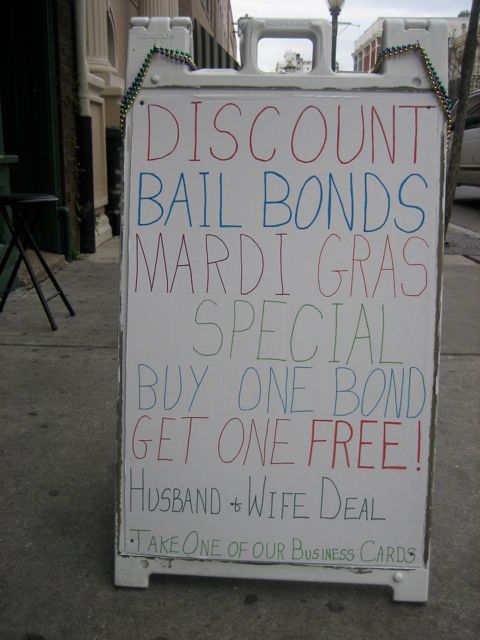 DISCOUNT
BAIL BONDS
MARDI GRAS
SPECIAL
BUY ONE BOND
GET ONE FREE!
HUSBAND & WIFE DEAL
TAKE ONE OF OUR BUSINESS CARDS